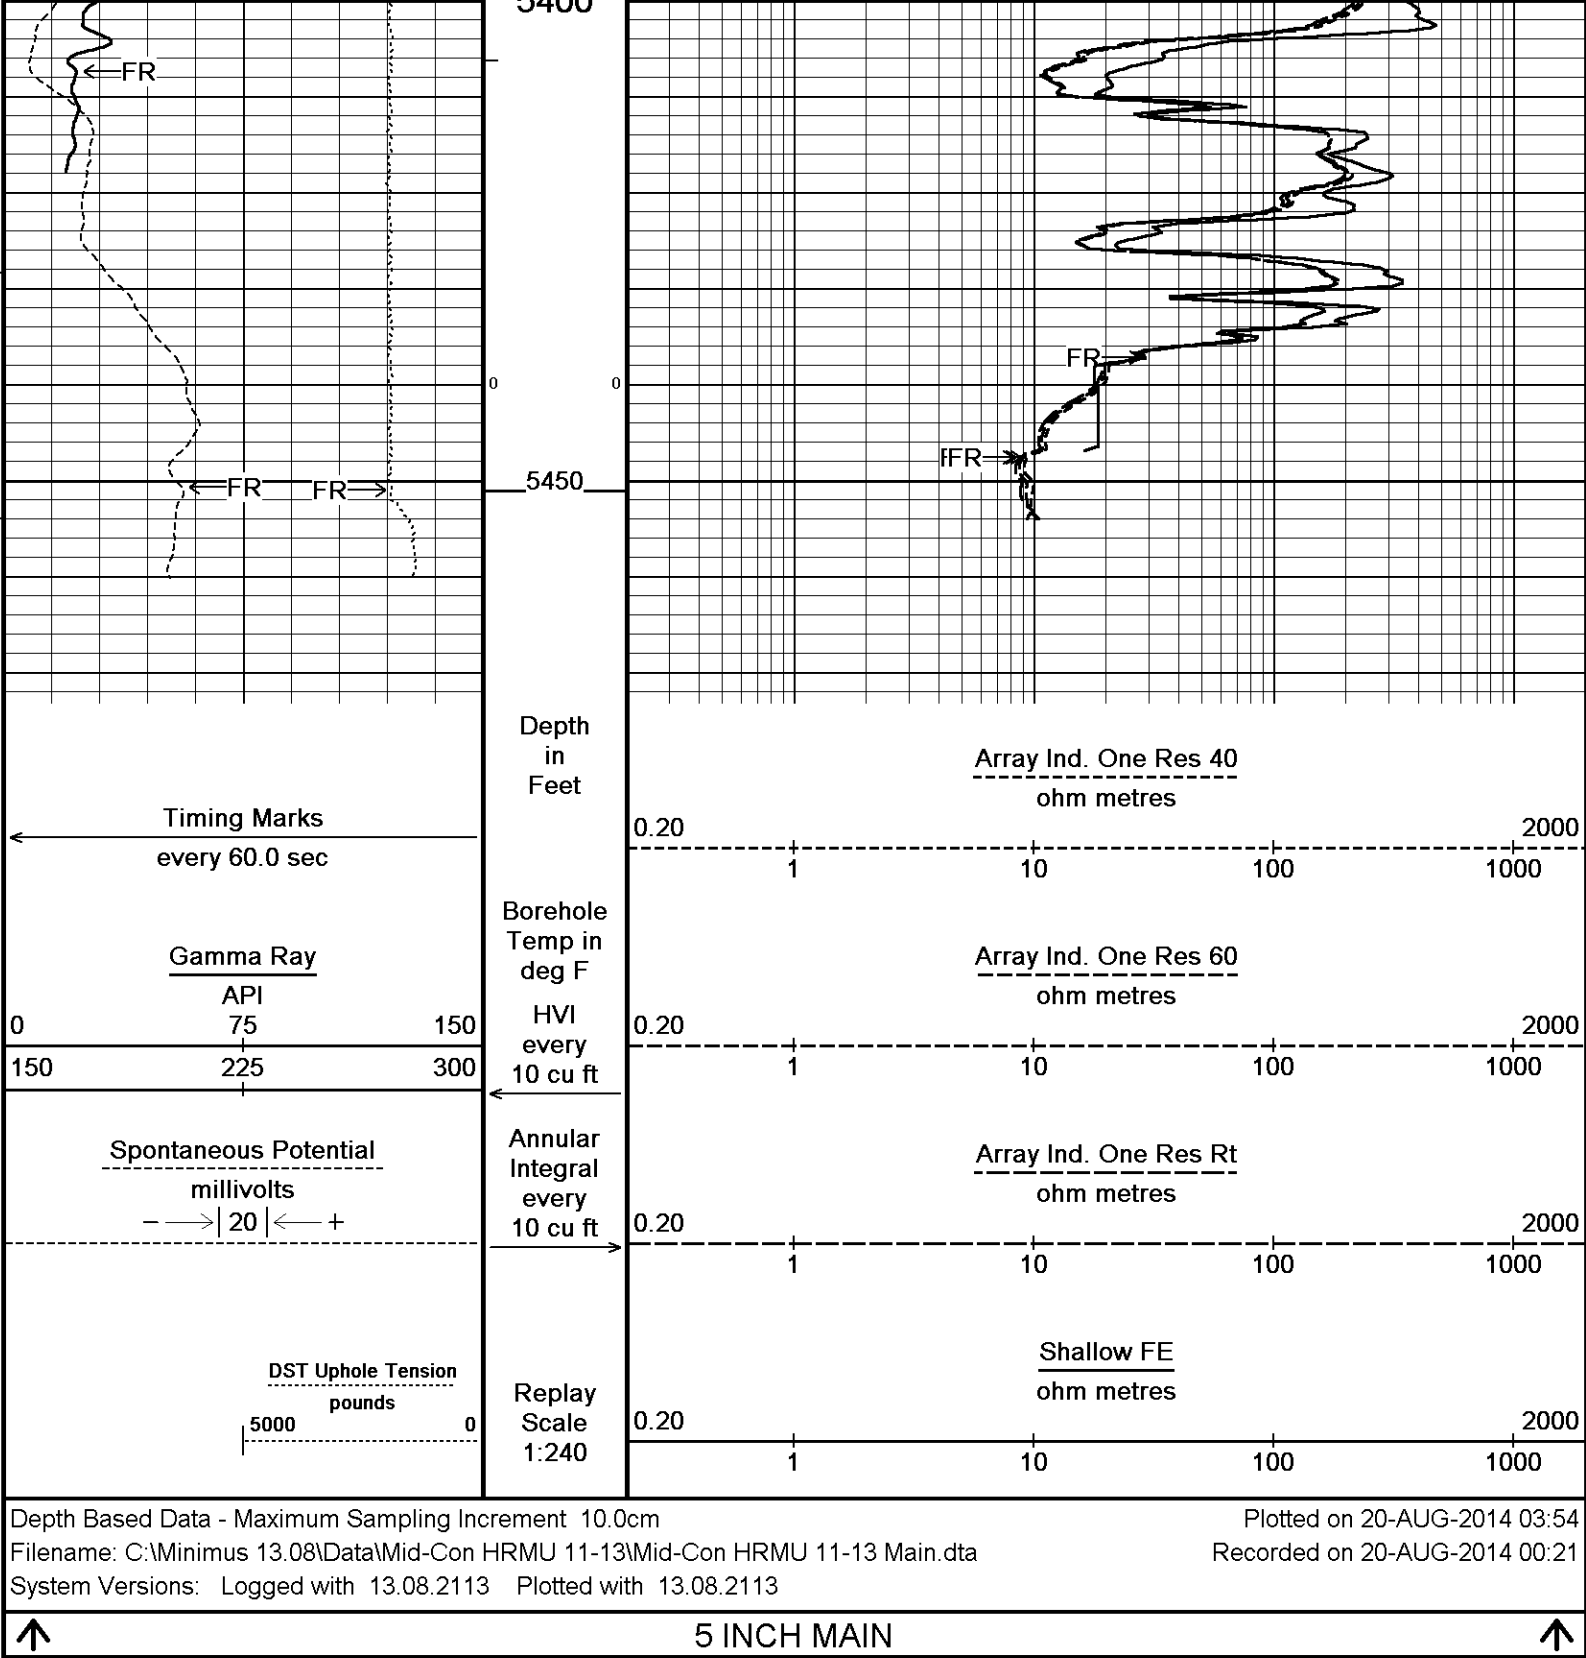 5400
FR
FR
0
0
FR
5450
FR
FR
FR
Depth
in
Feet
Timing Marks
every 60.0 sec
Borehole
Temp in
deg F
Gamma Ray
API
0 75 150
150 225 300
HVI
every
10 cu ft
Spontaneous Potential
millivolts
− 20 +
Annular
Integral
every
10 cu ft
DST Uphole Tension
pounds
5000 0
Replay
Scale
1:240
Array Ind. One Res 40
ohm metres
0.20 2000
1 10 100 1000
Array Ind. One Res 60
ohm metres
0.20 2000
1 10 100 1000
Array Ind. One Res Rt
ohm metres
0.20 2000
1 10 100 1000
Shallow FE
ohm metres
0.20 2000
1 10 100 1000
Depth Based Data - Maximum Sampling Increment 10.0cm
Plotted on 20-AUG-2014 03:54
Filename: C:\Minimus 13.08\Data\Mid-Con HRMU 11-13\Mid-Con HRMU 11-13 Main.dta
Recorded on 20-AUG-2014 00:21
System Versions: Logged with 13.08.2113 Plotted with 13.08.2113
5 INCH MAIN